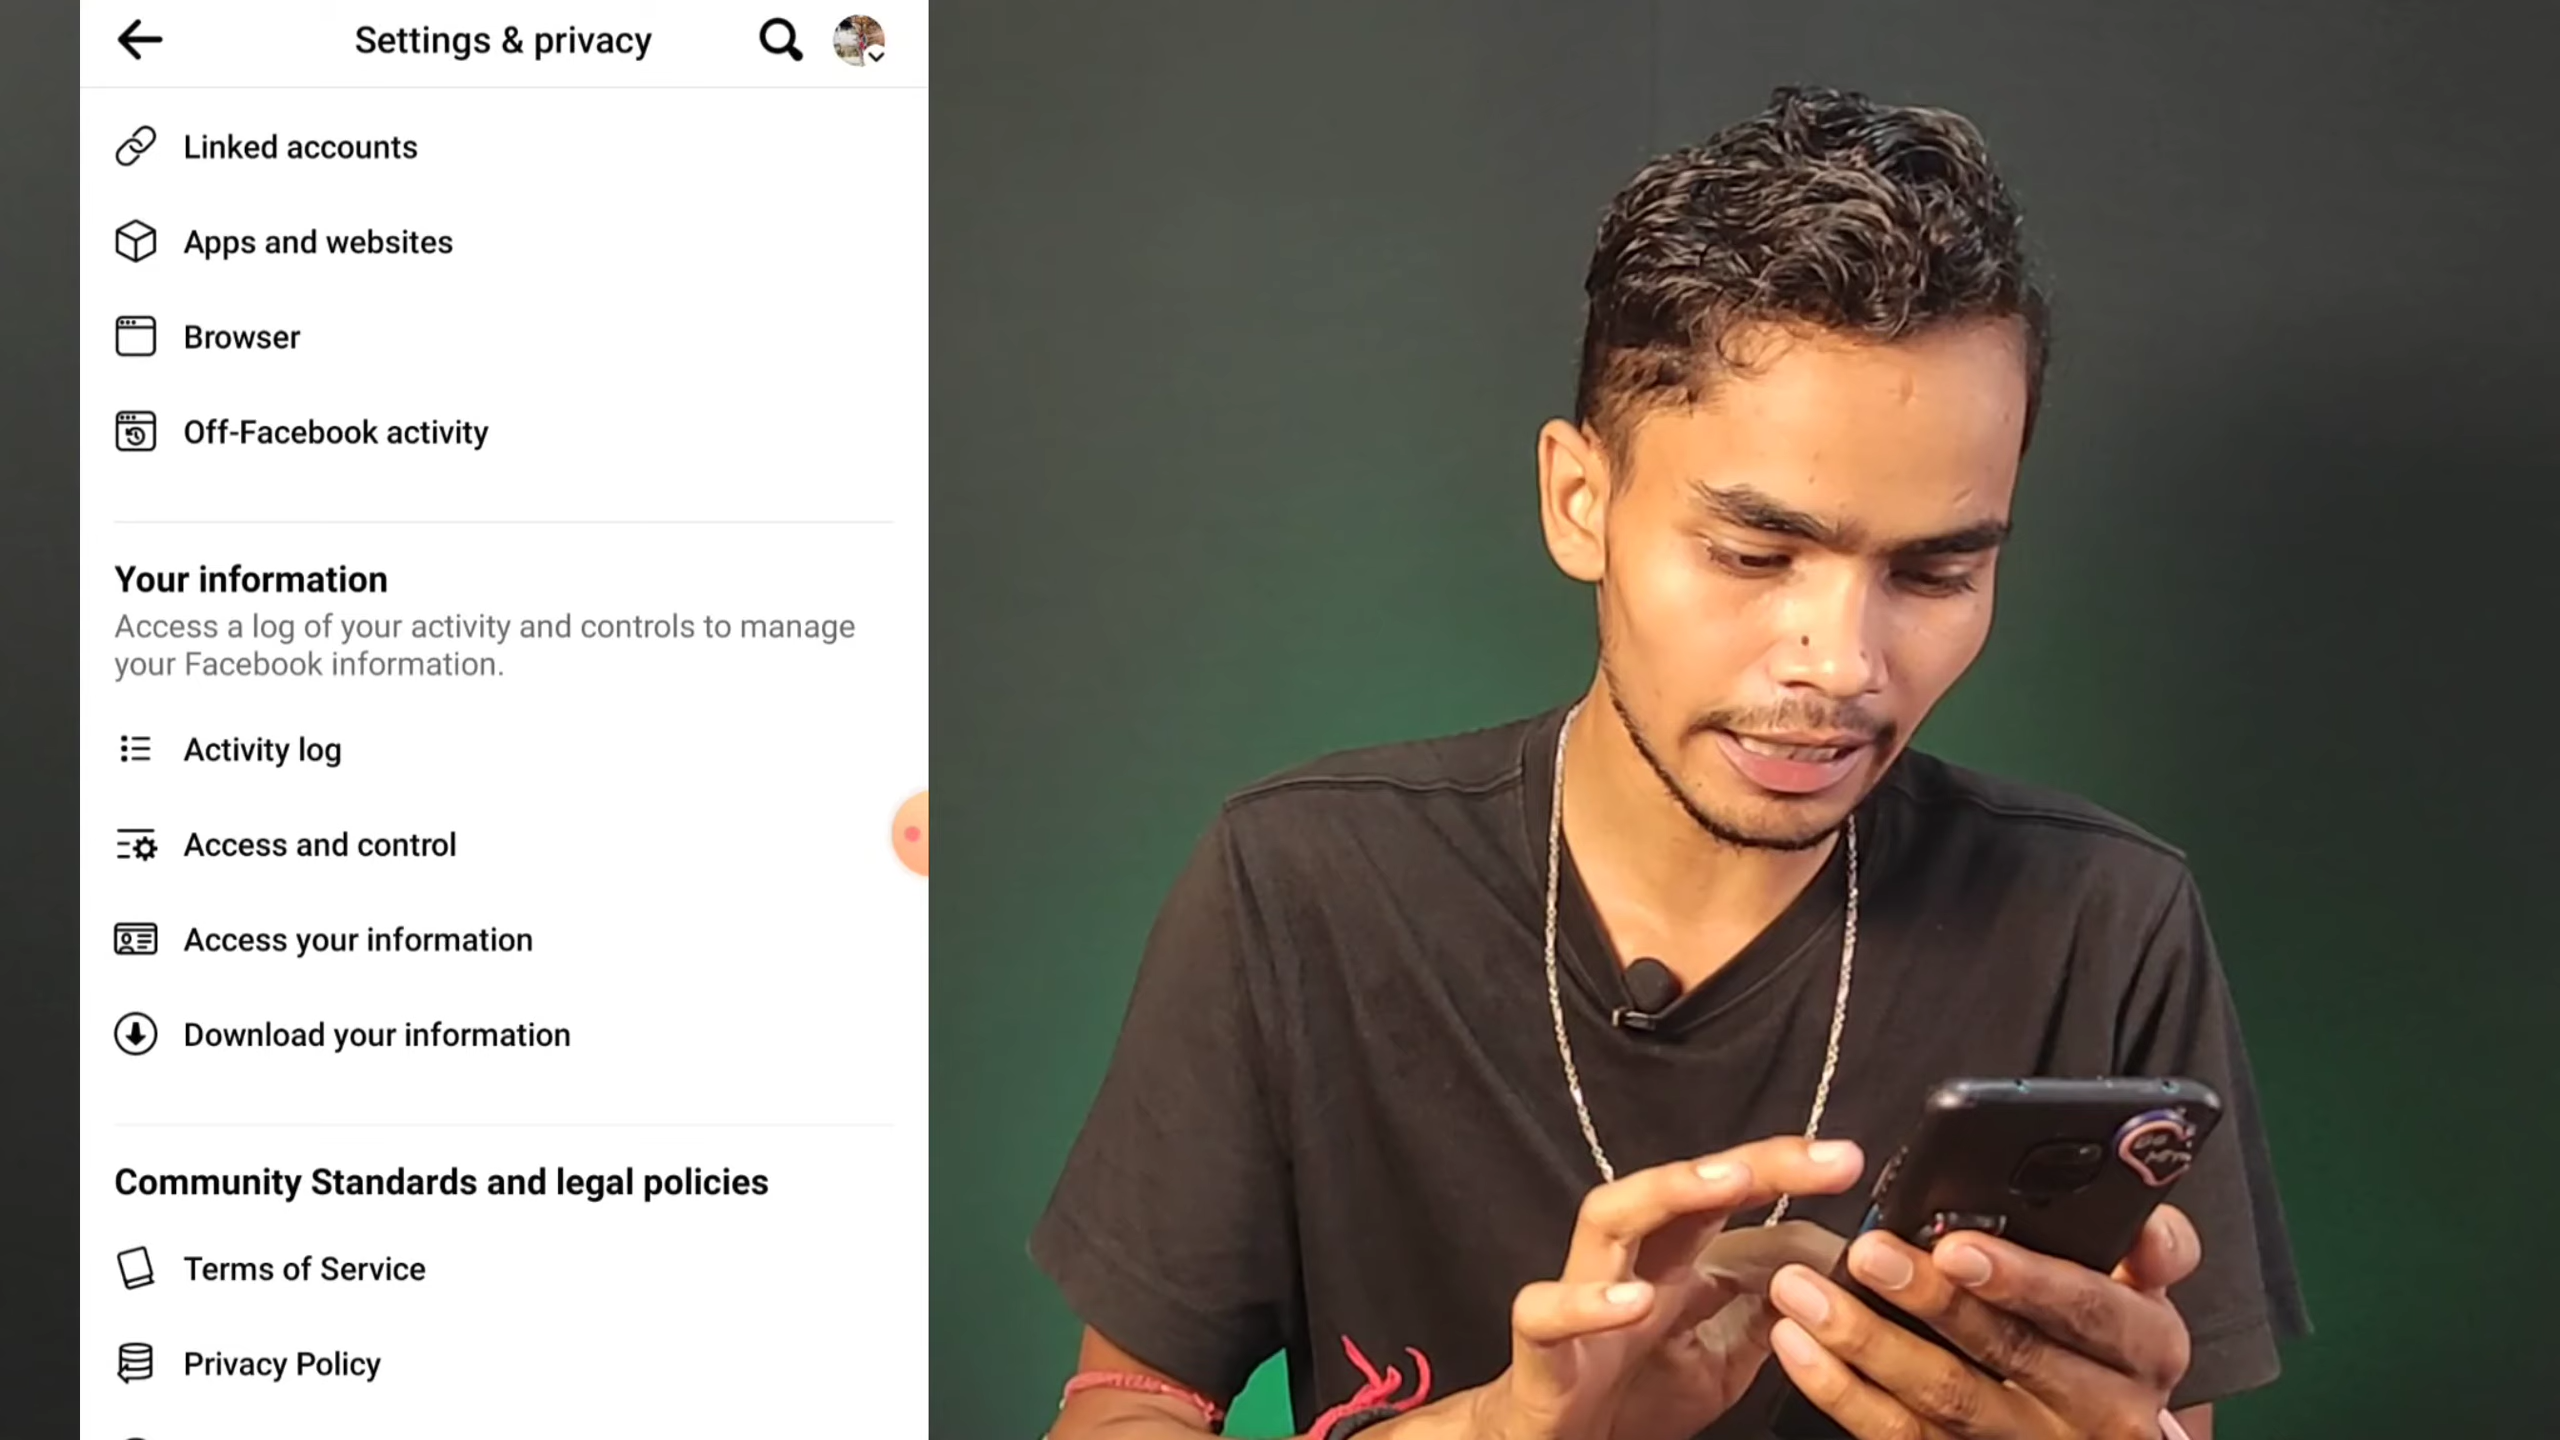 Settings & privacy
Linked accounts
Apps and websites
Browser
Off-Facebook activity
Your information
Access a log of your activity and controls to manage
your Facebook information.
Activity log
Access and control
Access your information
Download your information
Community Standards and legal policies
Terms of Service
Privacy Policy